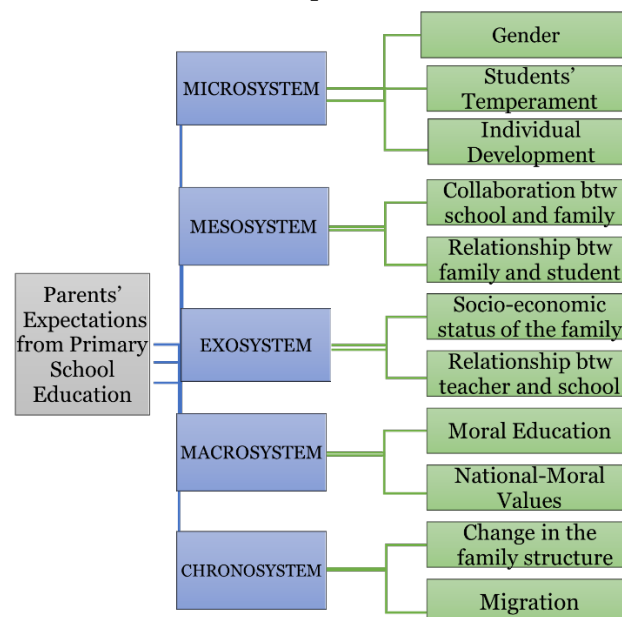 Parents'
Expectations
from Primary
School
Education
MICROSYSTEM
Gender
Students'
Temperament
Individual
Development
MESOSYSTEM
Collaboration btw
school and family
Relationship btw
family and student
EXOSYSTEM
Socio-economic
status of the family
Relationship btw
teacher and school
MACROSYSTEM
Moral Education
National-Moral
Values
CHRONOSYSTEM
Change in the
family structure
Migration